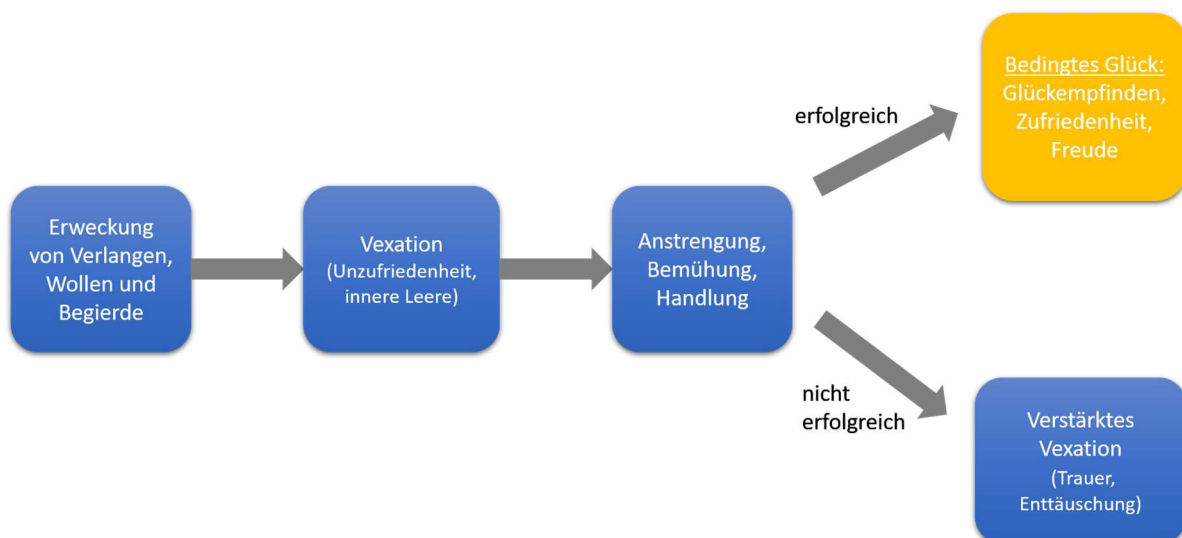 Erweckung
von Verlangen,
Wollen und
Begierde
Vexation
(Unzufriedenheit,
innere Leere)
Anstrengung,
Bemühung,
Handlung
erfolgreich
Bedingtes Glück:
Glückempfinden,
Zufriedenheit,
Freude
nicht
erfolgreich
Verstärktes
Vexation
(Trauer,
Enttäuschung)